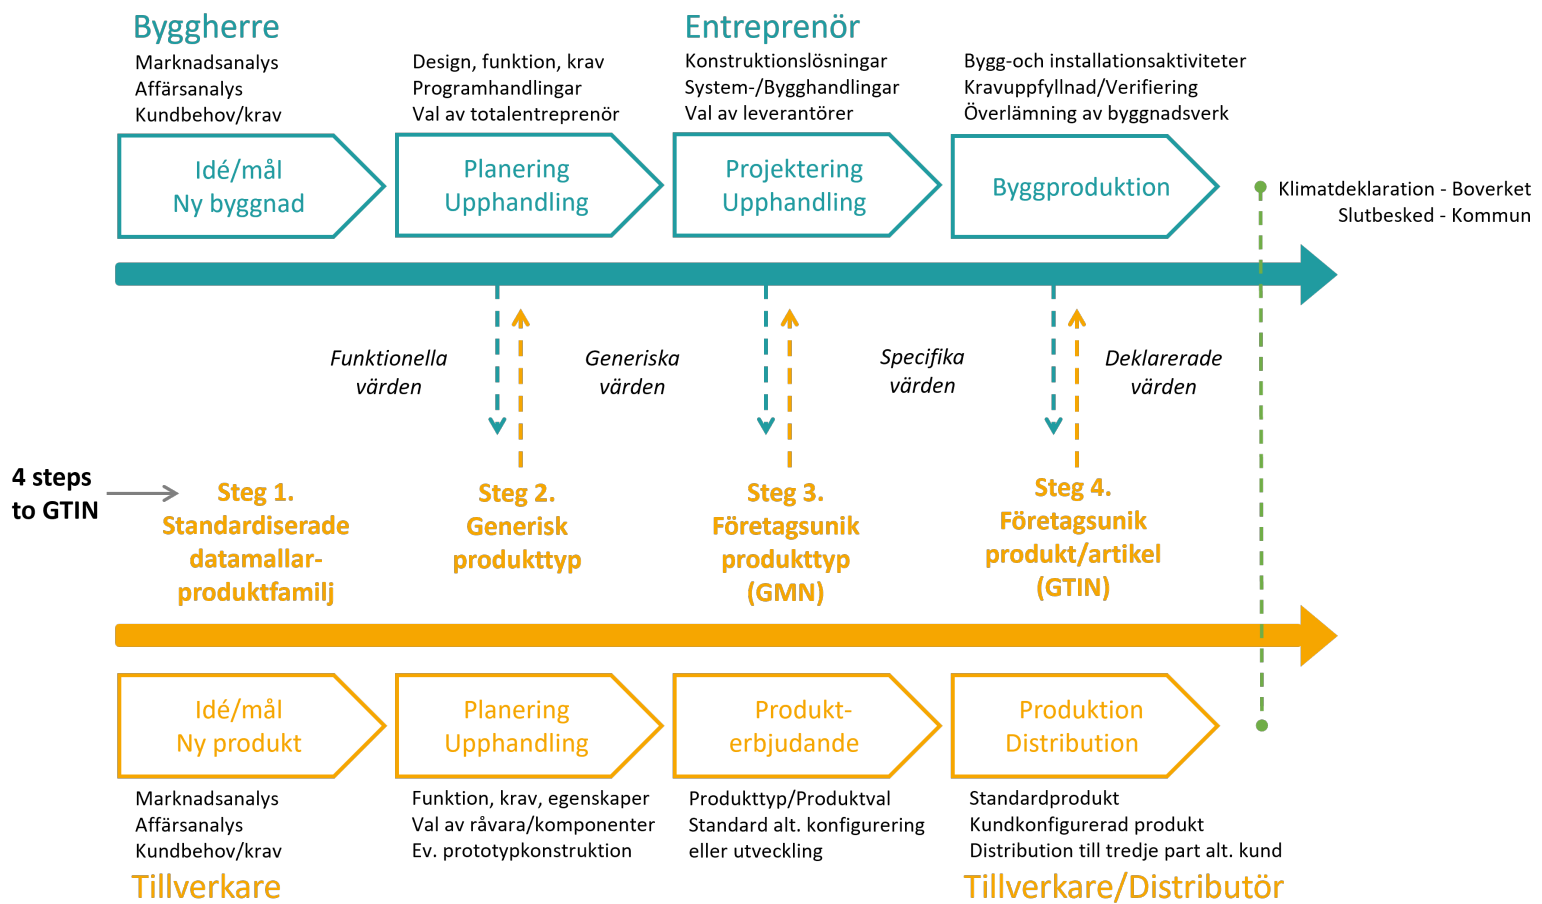 Byggherre
Marknadsanalys
Affärsanalys
Kundbehov/krav
Design, funktion, krav
Programhandlingar
Val av totalentreprenör
Entreprenör
Konstruktionslösningar
System-/Bygghandlingar
Val av leverantörer
Bygg-och installationsaktiviteter
Kravuppfyllnad/Verifiering
Överlämning av byggnadsverk
Idé/mål
Ny byggnad
Planering
Upphandling
Projektering
Upphandling
Byggproduktion
Klimatdeklaration - Boverket
Slutbesked - Kommun
Funktionella
värden
Generiska
värden
Specifika
värden
Deklarerade
värden
4 steps
to GTIN
Steg 1.
Standardiserade
datamallar-
produktfamilj
Steg 2.
Generisk
produkttyp
Steg 3.
Företagsunik
produkttyp
(GMN)
Steg 4.
Företagsunik
produkt/artikel
(GTIN)
Idé/mål
Ny produkt
Planering
Upphandling
Produkt-
erbjudande
Produktion
Distribution
Marknadsanalys
Affärsanalys
Kundbehov/krav
Tillverkare
Funktion, krav, egenskaper
Val av råvara/komponenter
Ev. prototypkonstruktion
Produkttyp/Produktval
Standard alt. konfigurering
eller utveckling
Standardprodukt
Kundkonfigurerad produkt
Distribution till tredje part alt. kund
Tillverkare/Distributör